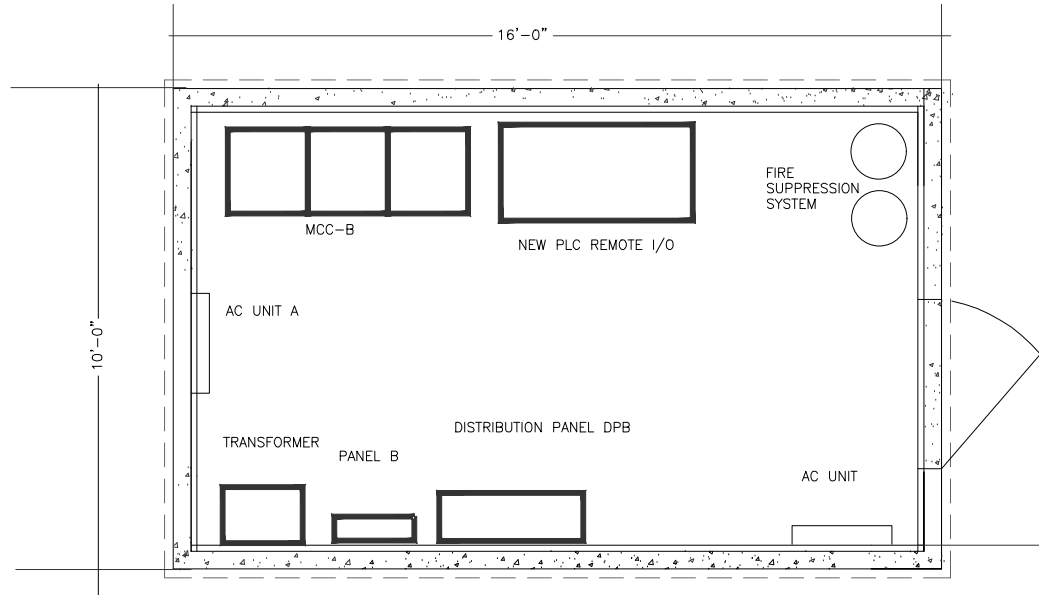 16'-0"
FIRE
SUPPRESSION
SYSTEM
MCC-B
NEW PLC REMOTE I/O
AC UNIT A
10'-0"
DISTRIBUTION PANEL DPB
TRANSFORMER
PANEL B
AC UNIT